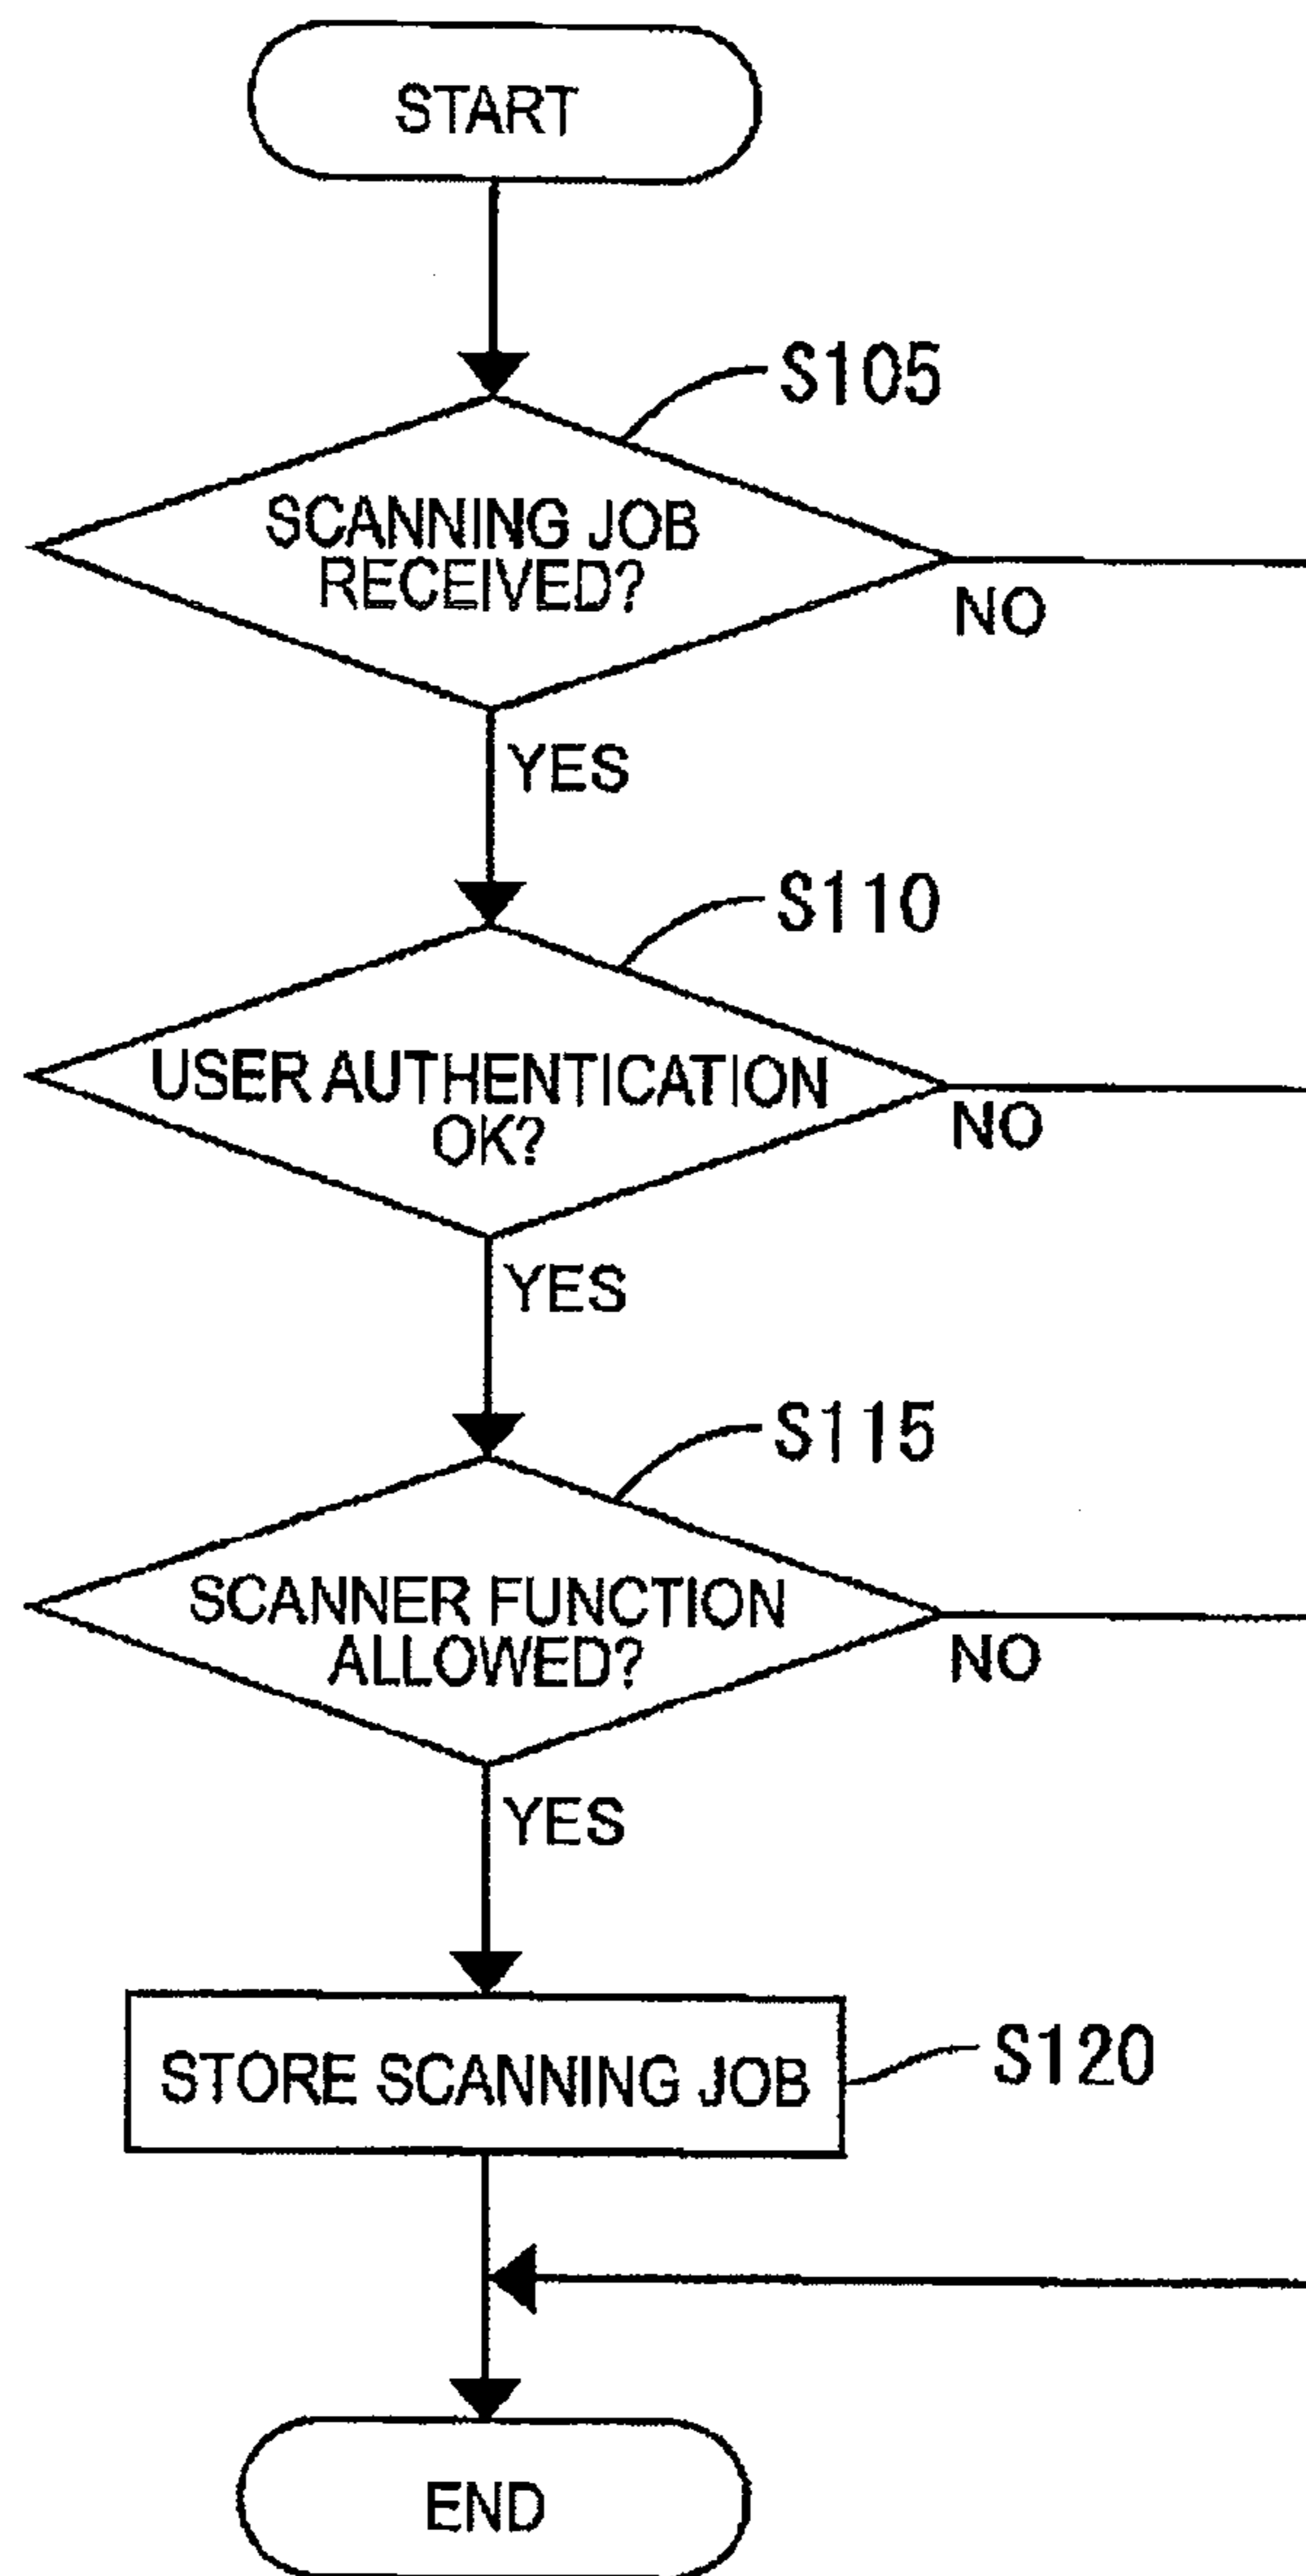 START
S105
SCANNING JOB
RECEIVED?
NO
YES
S110
USER AUTHENTICATION
OK?
NO
YES
S115
SCANNER FUNCTION
ALLOWED?
NO
YES
STORE SCANNING JOB
S120
END